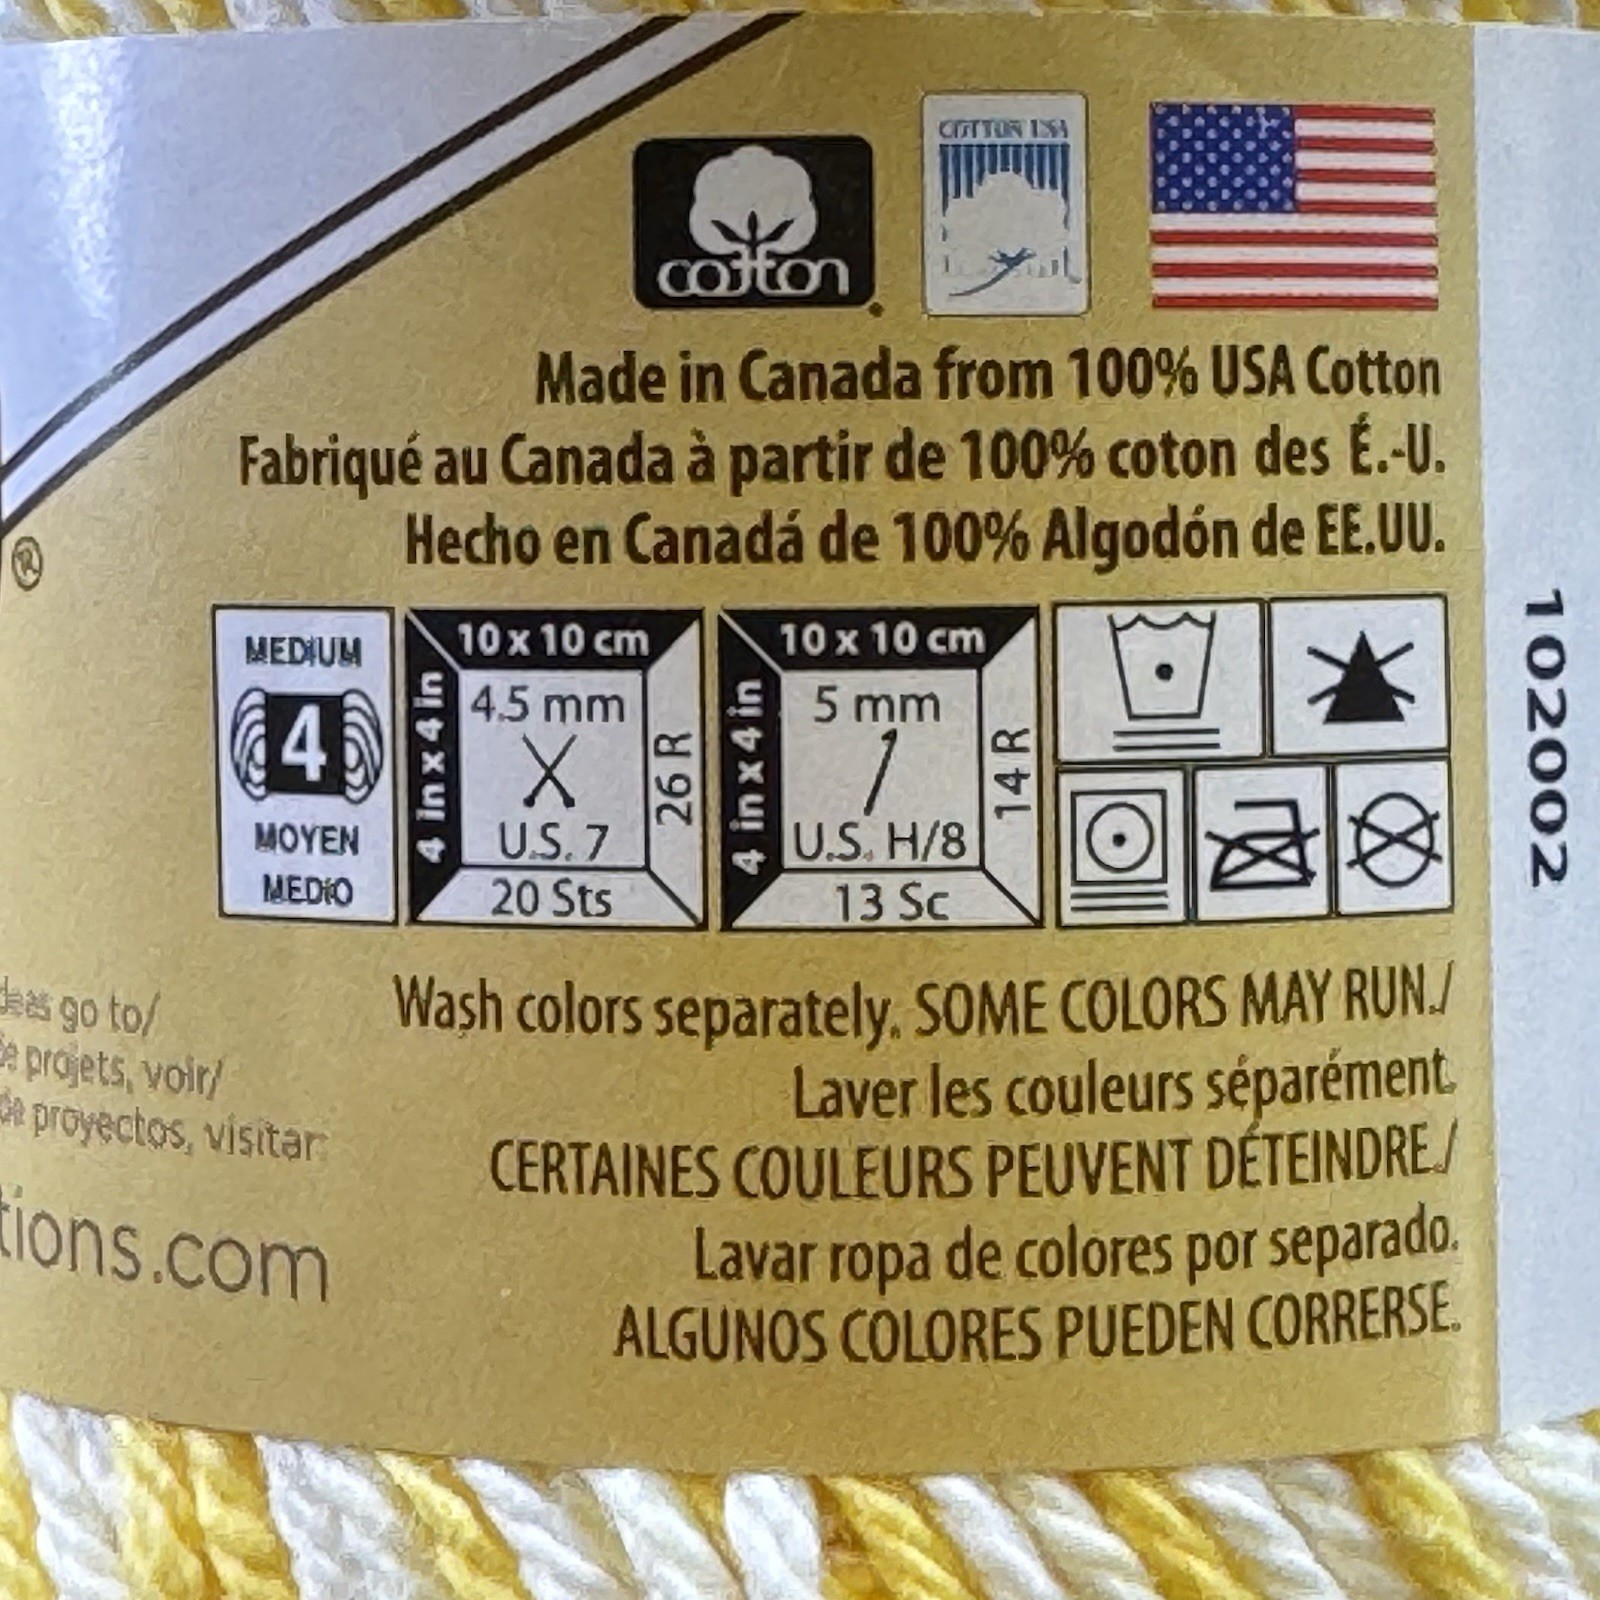 COTTON USA
cotton
Made in Canada from 100% USA Cotton
Fabriqué au Canada à partir de 100% coton des É.-U.
Hecho en Canadá de 100% Algodón de EE.UU.
®
MEDIUM
4
MOYEN
MEDIO
10 x 10 cm
4 in x 4 in
4.5 mm
U.S. 7
26 R
20 Sts
10 x 10 cm
4 in x 4 in
5 mm
U.S. H/8
14 R
13 Sc
102002
Wash colors separately. SOME COLORS MAY RUN./
Laver les couleurs séparément.
CERTAINES COULEURS PEUVENT DÉTEINDRE./
Lavar ropa de colores por separado.
ALGUNOS COLORES PUEDEN CORRERSE.
go to/
projets, voir/
de proyectos, visitar
tions.com